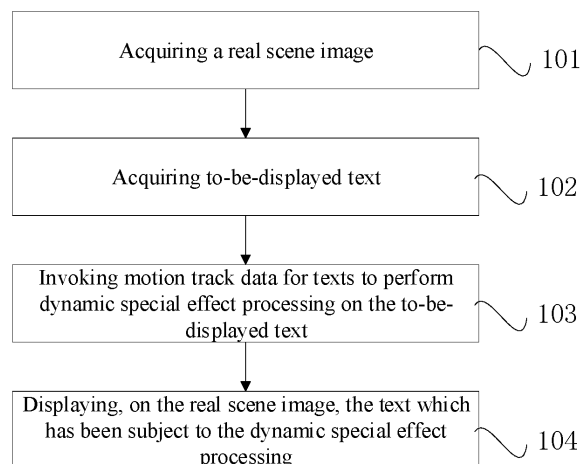 Acquiring a real scene image
101
Acquiring to-be-displayed text
102
Invoking motion track data for texts to perform
dynamic special effect processing on the to-be-
displayed text
103
Displaying, on the real scene image, the text which
has been subject to the dynamic special effect
processing
104